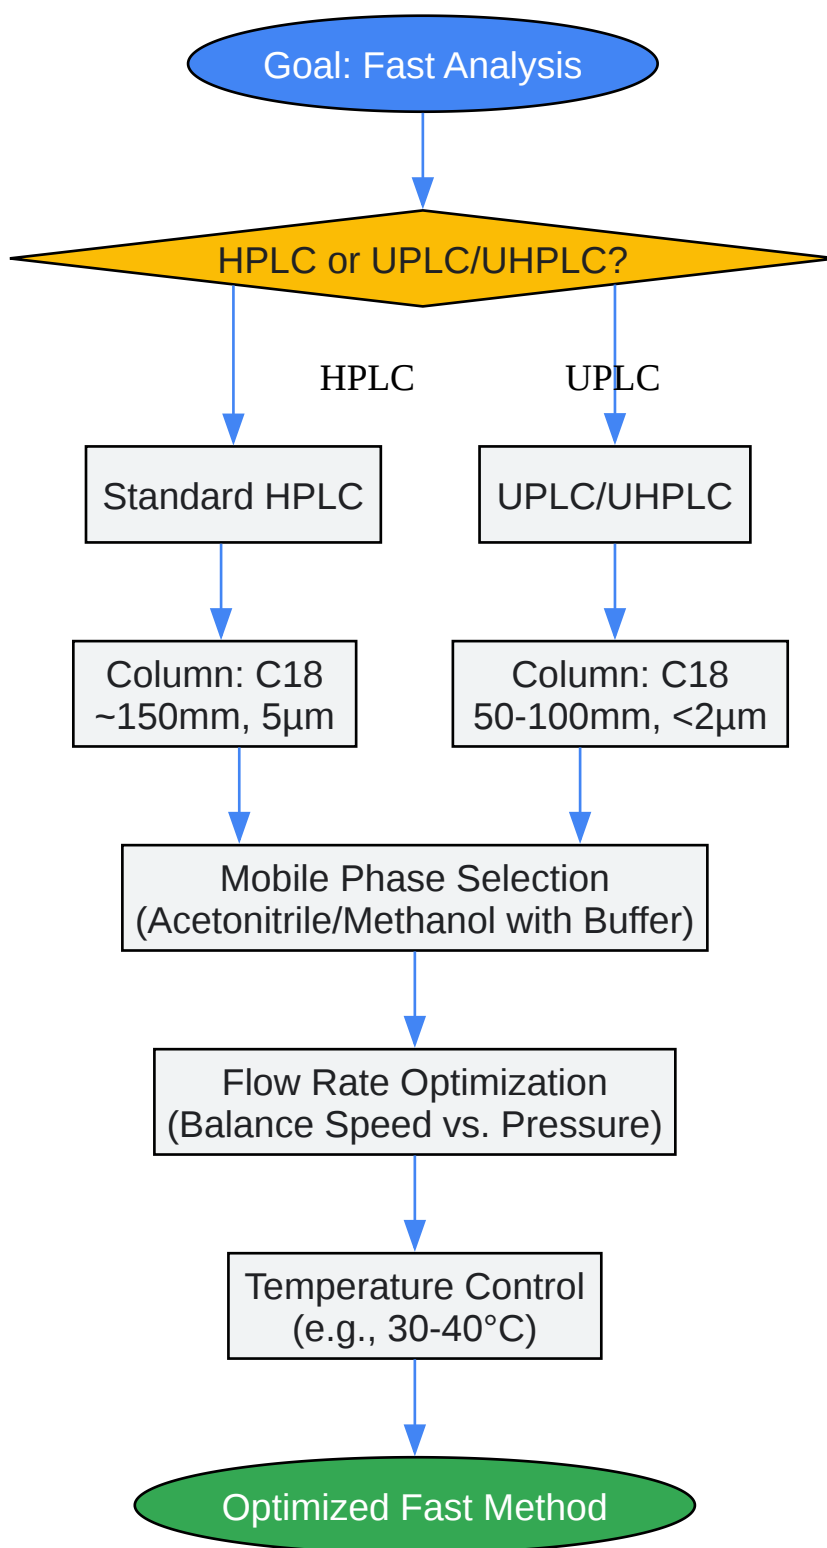 Goal: Fast Analysis
HPLC or UPLC/UHPLC?
HPLC
UPLC
Standard HPLC
UPLC/UHPLC
Column: C18
~150mm, 5µm
Column: C18
50-100mm, <2µm
Mobile Phase Selection
(Acetonitrile/Methanol with Buffer)
Flow Rate Optimization
(Balance Speed vs. Pressure)
Temperature Control
(e.g., 30-40°C)
Optimized Fast Method